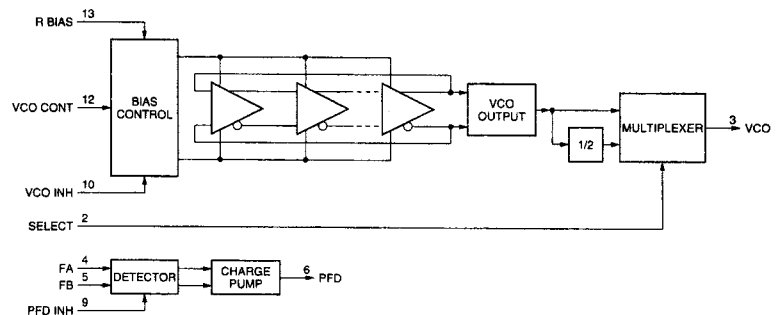 R BIAS 13
BIAS
CONTROL
VCO CONT 12
VCO INH 10
SELECT 2
VCO
OUTPUT
1/2
MULTIPLEXER
3 VCO
FA 4
FB 5
PFD INH 9
DETECTOR
CHARGE
PUMP
6 PFD